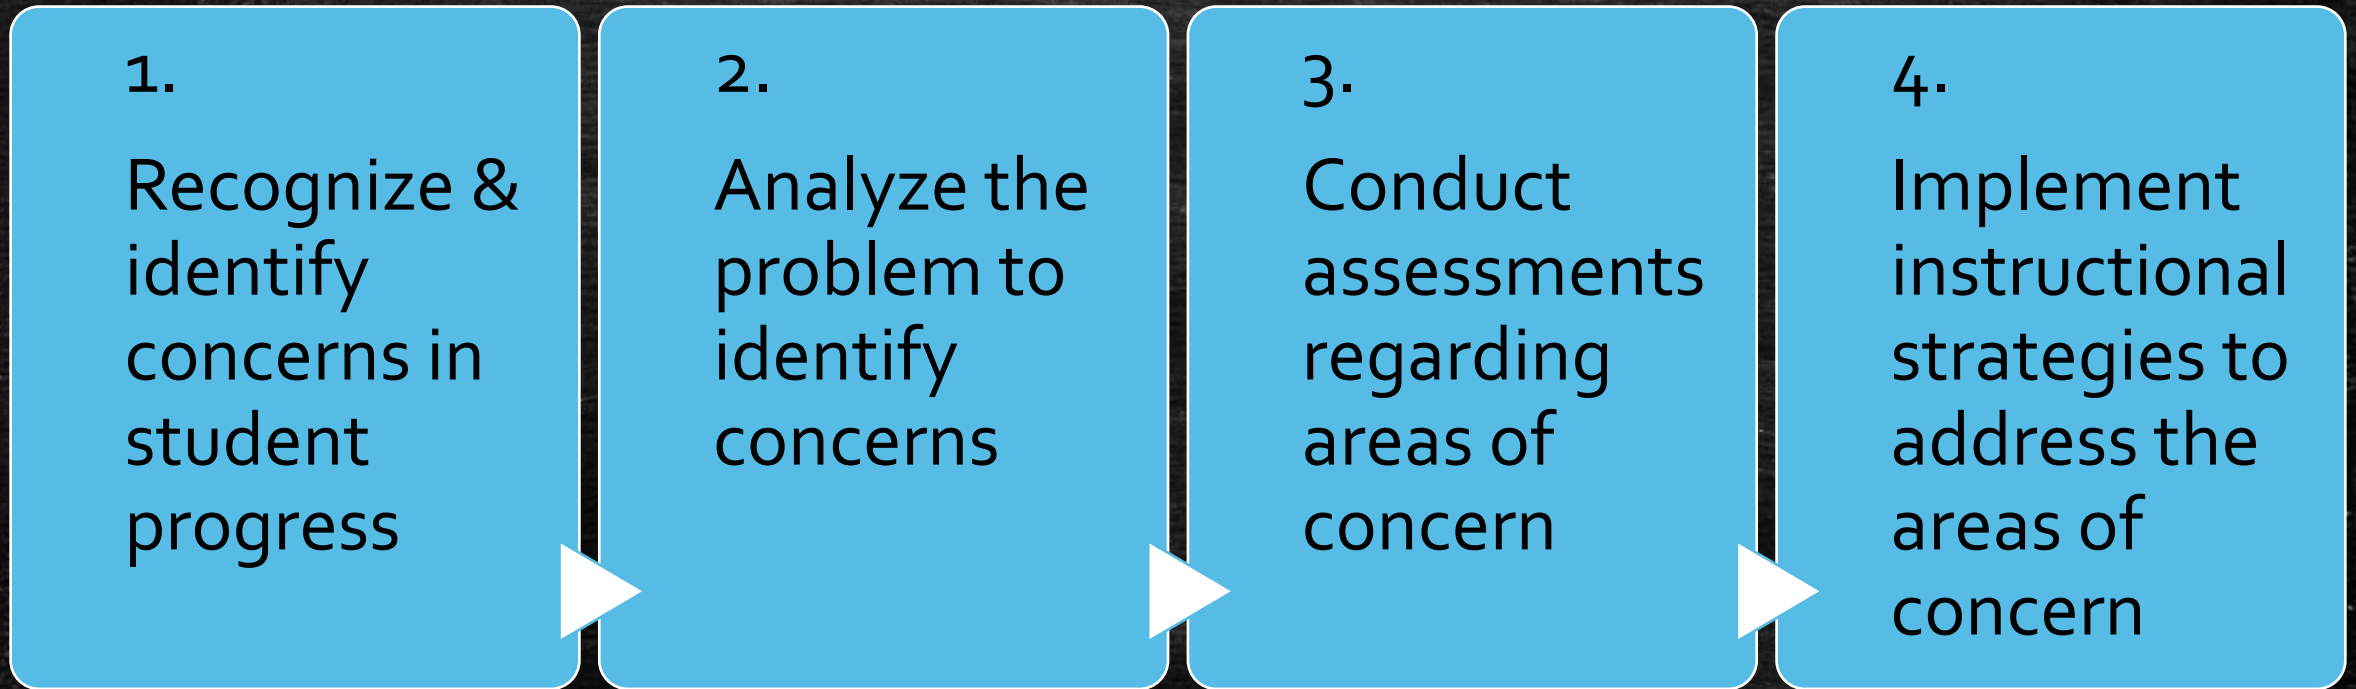 1.
Recognize &
identify
concerns in
student
progress
2.
Analyze the
problem to
identify
concerns
3.
Conduct
assessments
regarding
areas of
concern
4.
Implement
instructional
strategies to
address the
areas of
concern